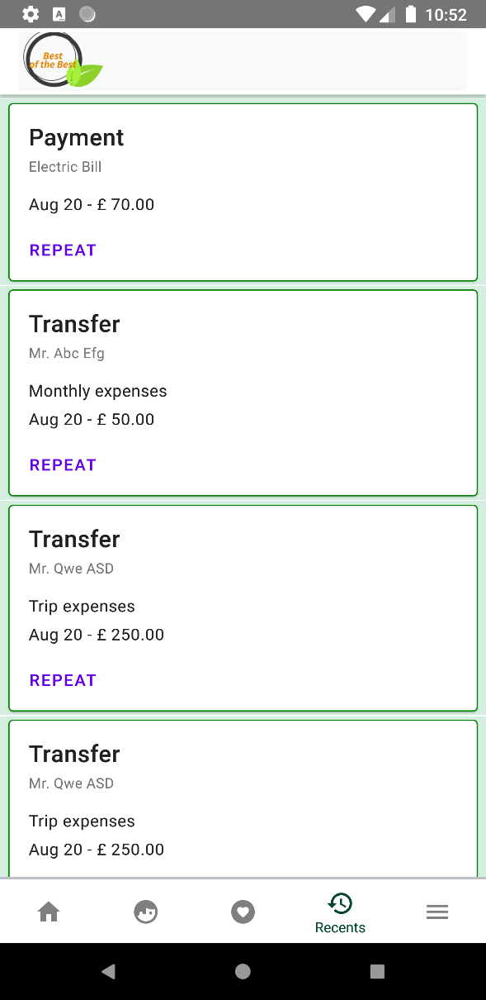 A
10:52
Best
of the Best
Payment
Electric Bill
Aug 20 - £ 70.00
REPEAT
Transfer
Mr. Abc Efg
Monthly expenses
Aug 20 - £ 50.00
REPEAT
Transfer
Mr. Qwe ASD
Trip expenses
Aug 20 - £ 250.00
REPEAT
Transfer
Mr. Qwe ASD
Trip expenses
Aug 20 - £ 250.00
Recents